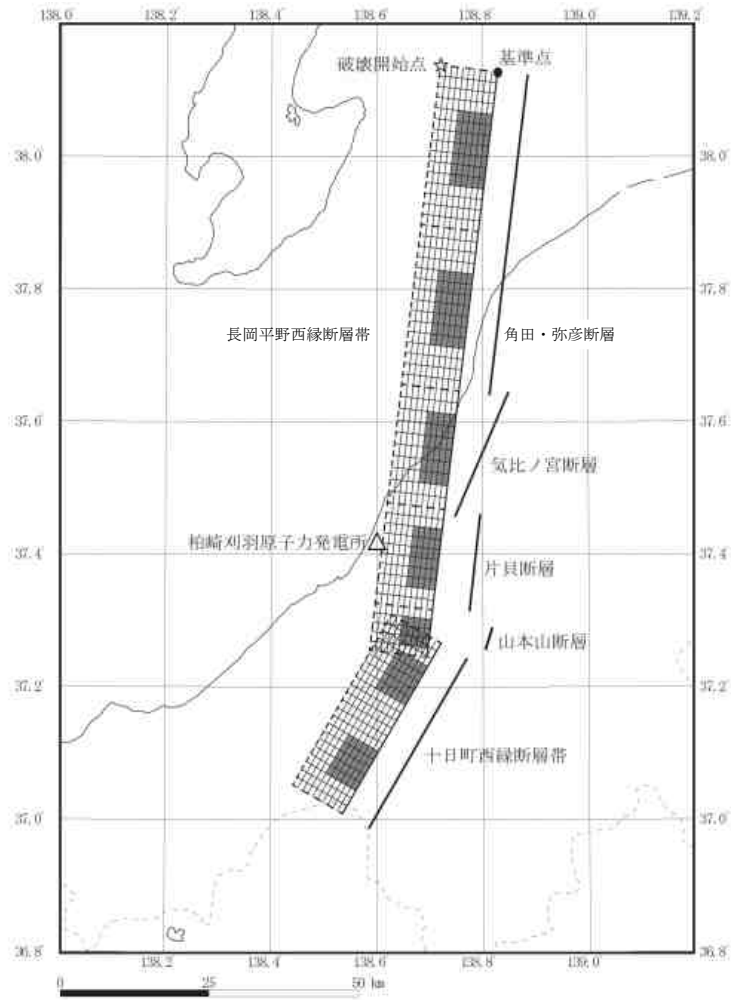 138.0 138.2 138.4 138.6 138.8 139.0 139.2
破壊開始点 基準点
38.0 38.0
37.8 37.8
長岡平野西縁断層帯 角田・弥彦断層
37.6 37.6
気比ノ宮断層
柏崎刈羽原子力発電所
37.4 37.4
片貝断層
山本山断層
37.2 37.2
十日町西縁断層帯
37.0 37.0
36.8 36.8
138.2 138.4 138.6 138.8 139.0
0 25 50 km